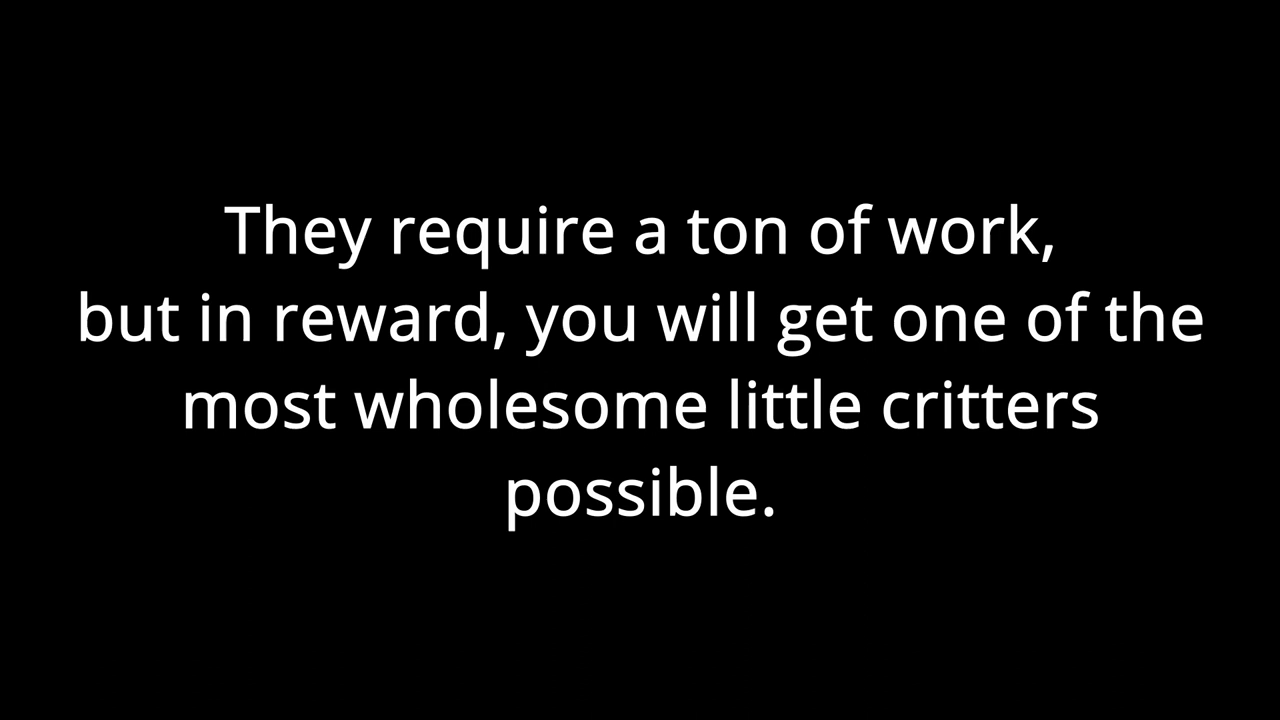 They require a ton of work,
but in reward, you will get one of the
most wholesome little critters
possible.